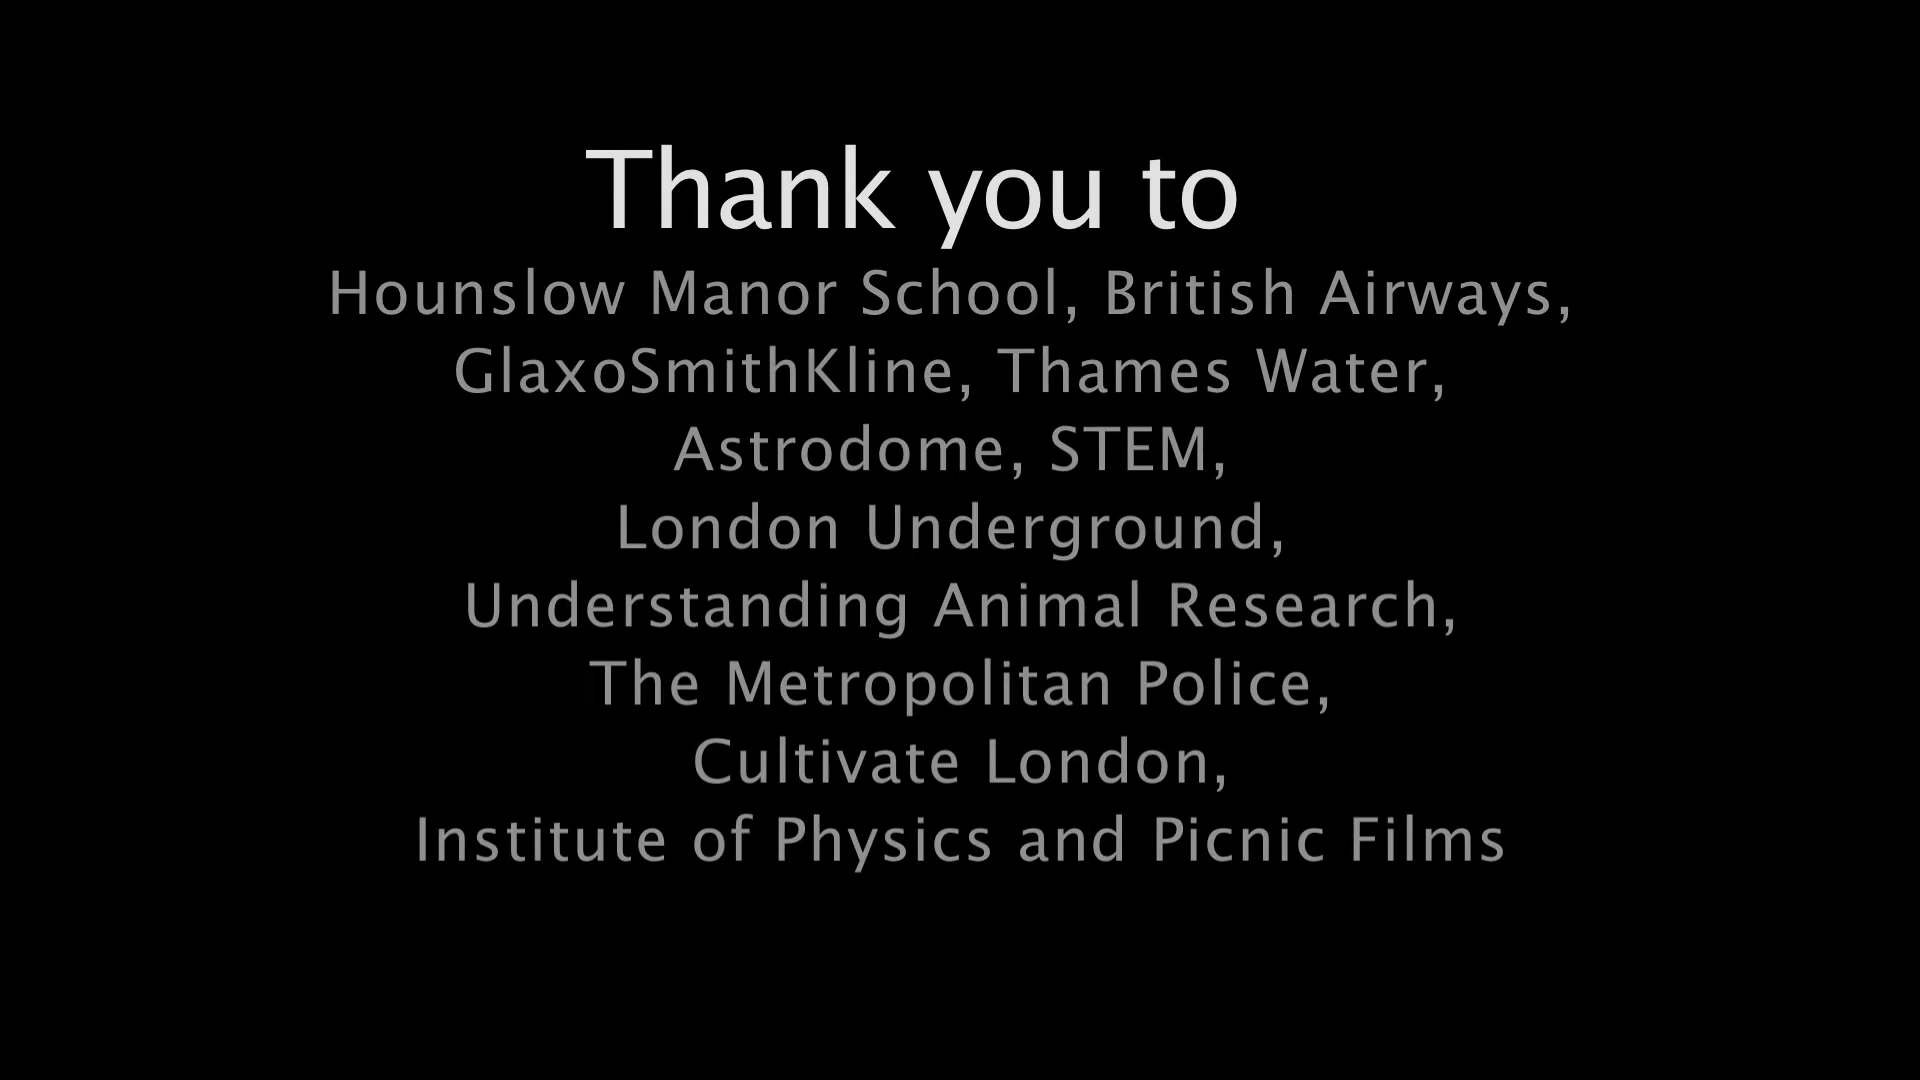 Thank you to
Hounslow Manor School, British Airways,
GlaxoSmithKline, Thames Water,
Astrodome, STEM,
London Underground,
Understanding Animal Research,
The Metropolitan Police,
Cultivate London,
Institute of Physics and Picnic Films